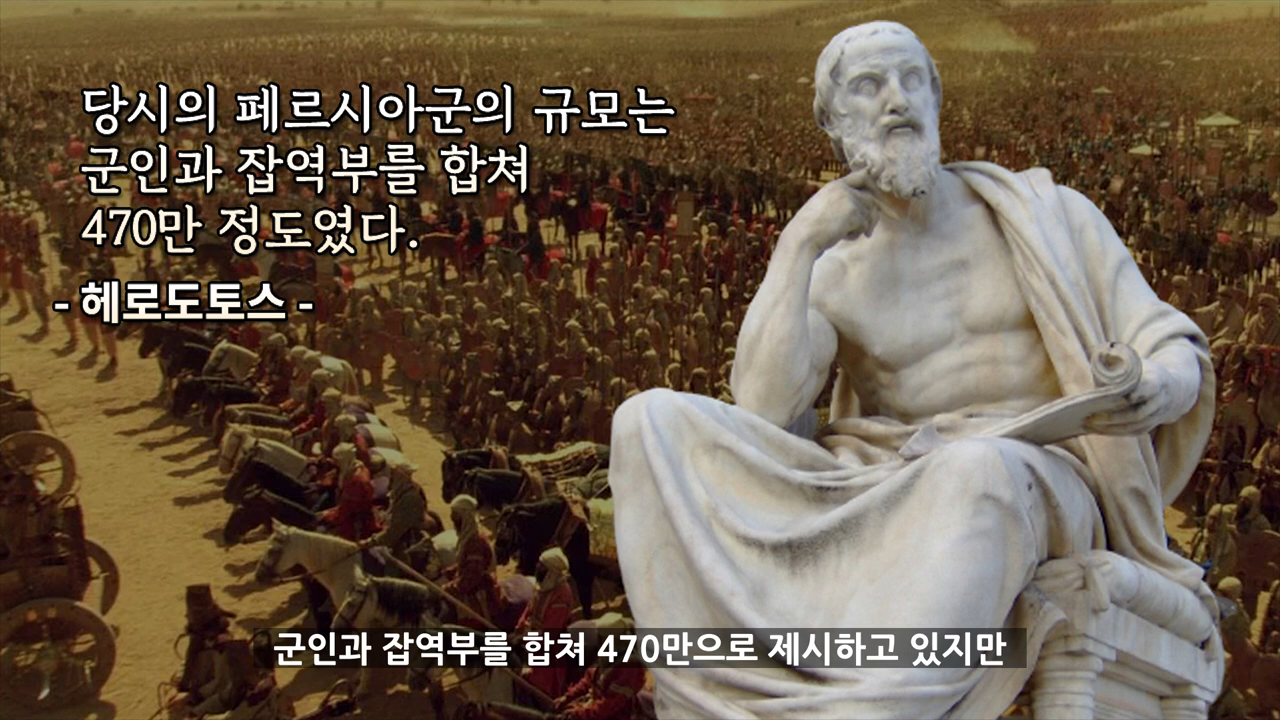 당시의 페르시아군의 규모는
군인과 잡역부를 합쳐
470만 정도였다.
- 헤로도토스 -
군인과 잡역부를 합쳐 470만으로 제시하고 있지만